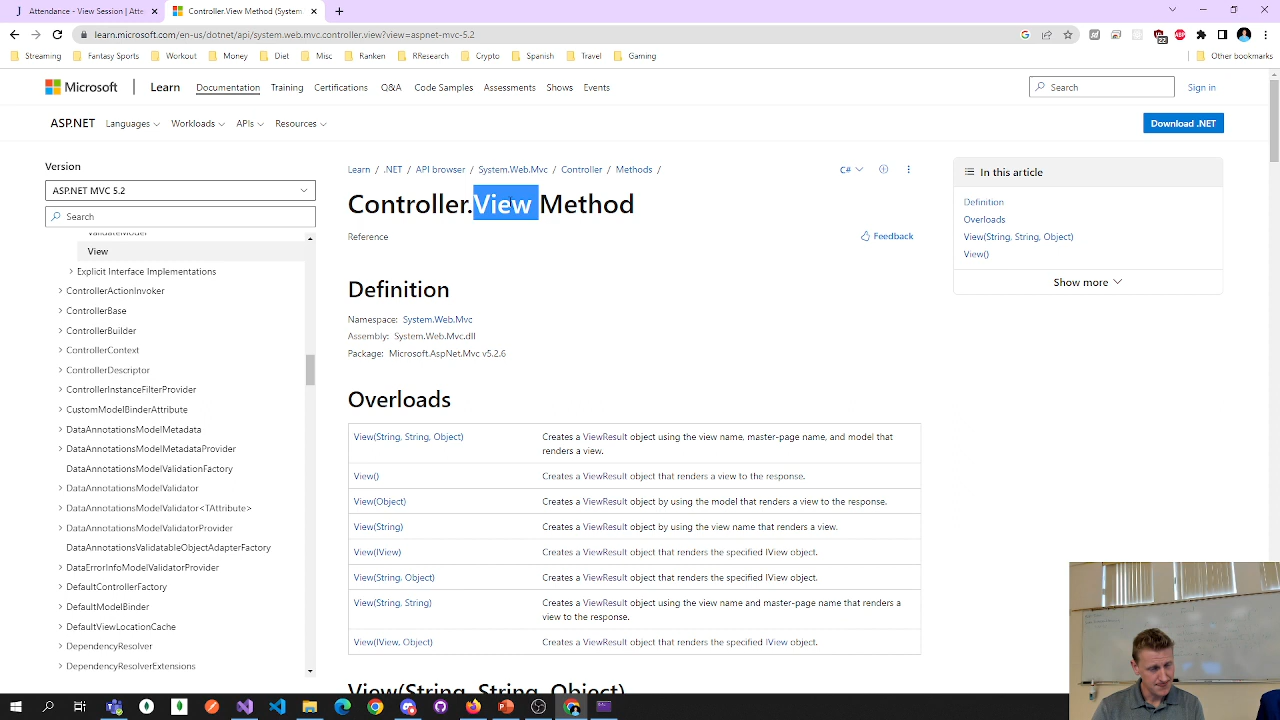 Attendance - View Session | Atte
Controller.View Method (System
learn.microsoft.com/en-us/dotnet/api/system.web.mvc.controller.view?view=aspnet-mvc-5.2
Streaming
Fantasy Sports
Workout
Money
Diet
Misc
Ranken
RResearch
Crypto
Spanish
Travel
Gaming
Other bookmarks
Microsoft
Learn
Documentation
Training
Certifications
Q&A
Code Samples
Assessments
Shows
Events
Search
Sign in
ASP.NET
Languages
Workloads
APIs
Resources
Download .NET
Version
ASP.NET MVC 5.2
Search
ValidateModel
View
Explicit Interface Implementations
ControllerActionInvoker
ControllerBase
ControllerBuilder
ControllerContext
ControllerDescriptor
ControllerInstanceFilterProvider
CustomModelBinderAttribute
DataAnnotationsModelMetadata
DataAnnotationsModelMetadataProvider
DataAnnotationsModelValidationFactory
DataAnnotationsModelValidator
DataAnnotationsModelValidator<TAttribute>
DataAnnotationsModelValidatorProvider
DataAnnotationsValidatableObjectAdapterFactory
DataErrorInfoModelValidatorProvider
DefaultControllerFactory
DefaultModelBinder
DefaultViewLocationCache
DependencyResolver
DependencyResolverExtensions
Learn / .NET / API browser / System.Web.Mvc / Controller / Methods /
C#
Controller.View Method
Reference
Feedback
Definition
Namespace: System.Web.Mvc
Assembly: System.Web.Mvc.dll
Package: Microsoft.AspNet.Mvc v5.2.6
Overloads
View(String, String, Object)
Creates a ViewResult object using the view name, master-page name, and model that
renders a view.
View()
Creates a ViewResult object that renders a view to the response.
View(Object)
Creates a ViewResult object by using the model that renders a view to the response.
View(String)
Creates a ViewResult object by using the view name that renders a view.
View(IView)
Creates a ViewResult object that renders the specified IView object.
View(String, Object)
Creates a ViewResult object that renders the specified IView object.
View(String, String)
Creates a ViewResult object using the view name and master-page name that renders a
view to the response.
View(IView, Object)
Creates a ViewResult object that renders the specified IView object.
View(String, String, Object)
In this article
Definition
Overloads
View(String, String, Object)
View()
Show more